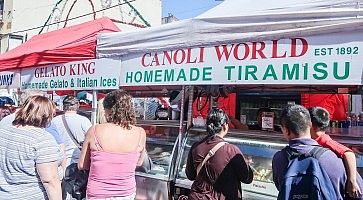 GELATO KING
Homemade Gelato & Italian Ices
CANOLI WORLD EST 1892
HOMEMADE TIRAMISU